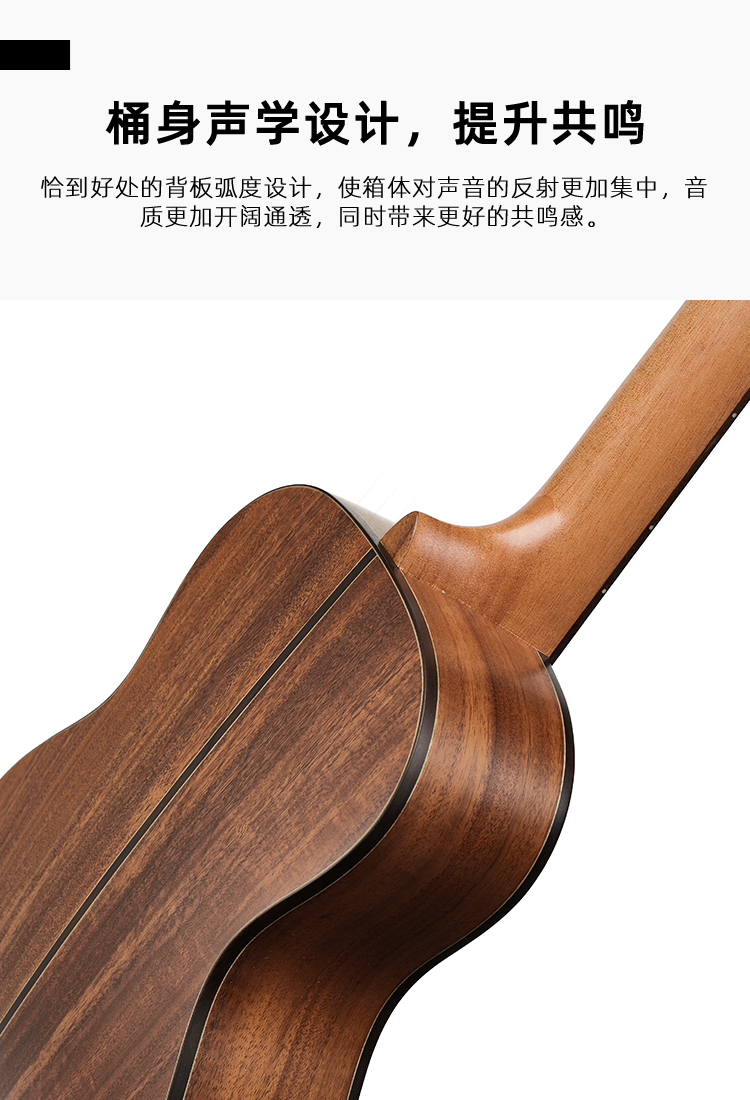 桶身声学设计，提升共鸣
恰到好处的背板弧度设计，使箱体对声音的反射更加集中，音
质更加开阔通透，同时带来更好的共鸣感。